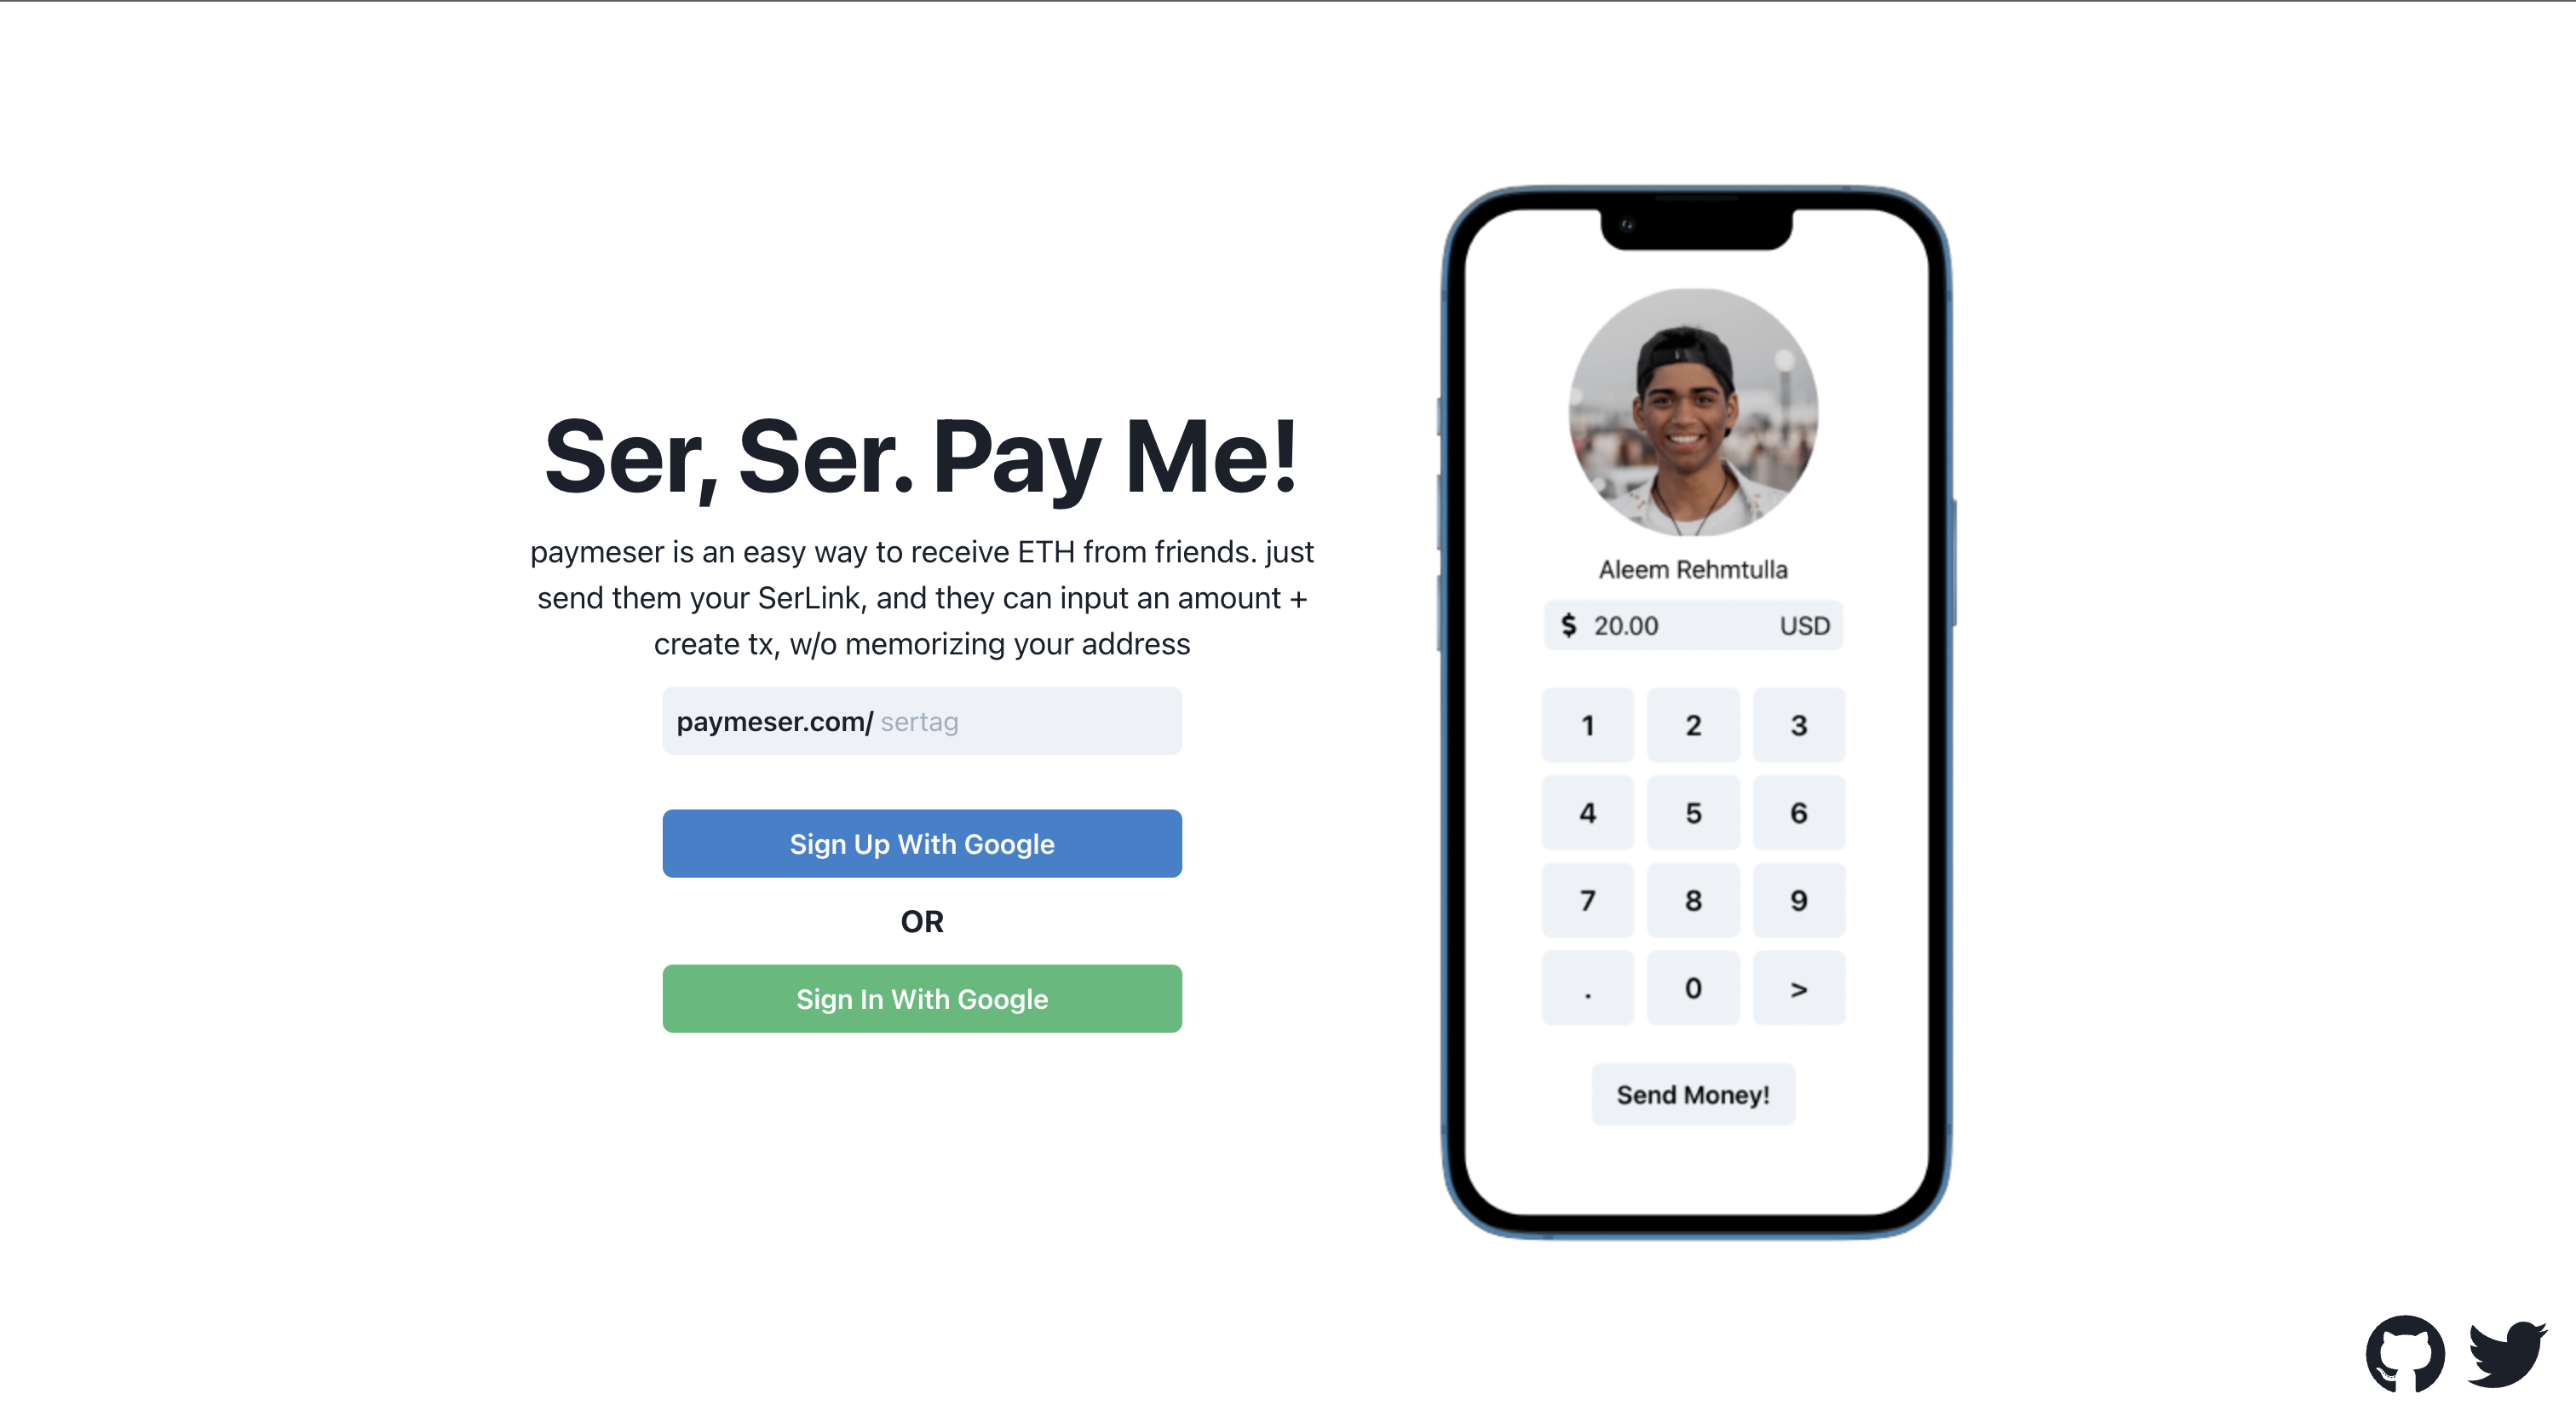 Ser, Ser. Pay Me!
paymeser is an easy way to receive ETH from friends. just
send them your SerLink, and they can input an amount +
create tx, w/o memorizing your address
paymeser.com/ sertag
Sign Up With Google
OR
Sign In With Google
Aleem Rehmtulla
$ 20.00 USD
1 2 3
4 5 6
7 8 9
. 0 >
Send Money!